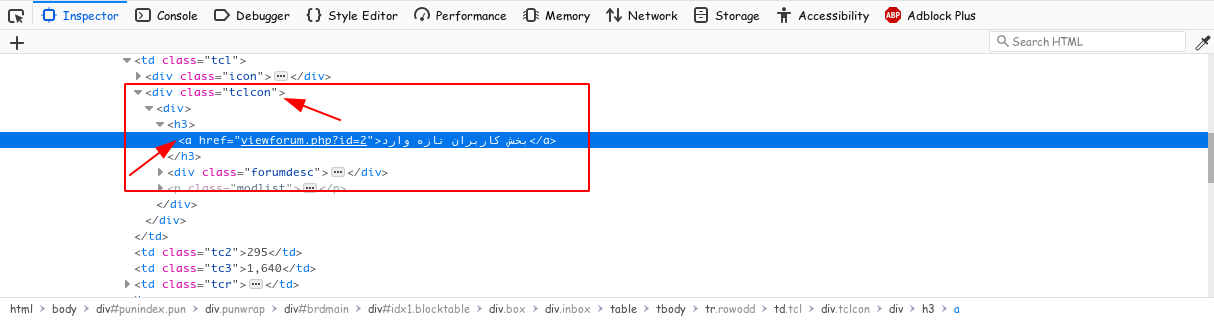 Inspector Console Debugger Style Editor Performance Memory Network Storage Accessibility ABP Adblock Plus
+ Search HTML
<td class="tcl">
<div class="icon"> ••• </div>
<div class="tclcon">
<div>
<h3>
<a href="viewforum.php?id=2">بخش کاربران تازه وارد</a>
</h3>
<div class="forumdesc"> ••• </div>
<p class="modlist"> ••• </p>
</div>
</div>
</td>
<td class="tc2">295</td>
<td class="tc3">1,640</td>
<td class="tcr"> ••• </td>
html > body > div#punindex.pun > div.punwrap > div#brdmain > div#idx1.blocktable > div.box > div.inbox > table > tbody > tr.rowodd > td.tcl > div.tclcon > div > h3 > a